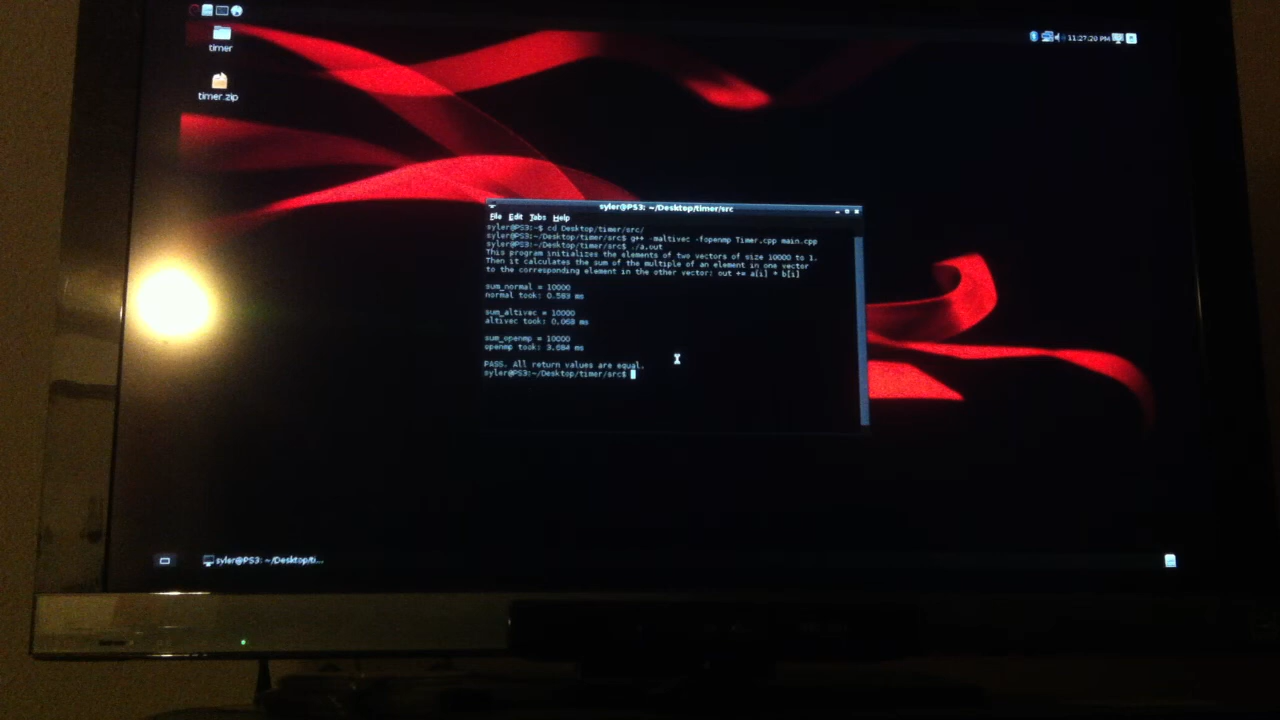 timer
timer.zip
11:27:20 PM
syler@PS3: ~/Desktop/timer/src
File Edit Tabs Help
syler@PS3:~$ cd Desktop/timer/src/
syler@PS3:~/Desktop/timer/src$ g++ -maltivec -fopenmp Timer.cpp main.cpp
syler@PS3:~/Desktop/timer/src$ ./a.out
This program initializes the elements of two vectors of size 10000 to 1.
Then it calculates the sum of the multiple of an element in one vector
to the corresponding element in the other vector: out += a[i] * b[i]
sum_normal = 10000
normal took: 0.583 ms
sum_altivec = 10000
altivec took: 0.068 ms
sum_openmp = 10000
openmp took: 3.684 ms
PASS. All return values are equal.
syler@PS3:~/Desktop/timer/src$
syler@PS3: ~/Desktop/ti...